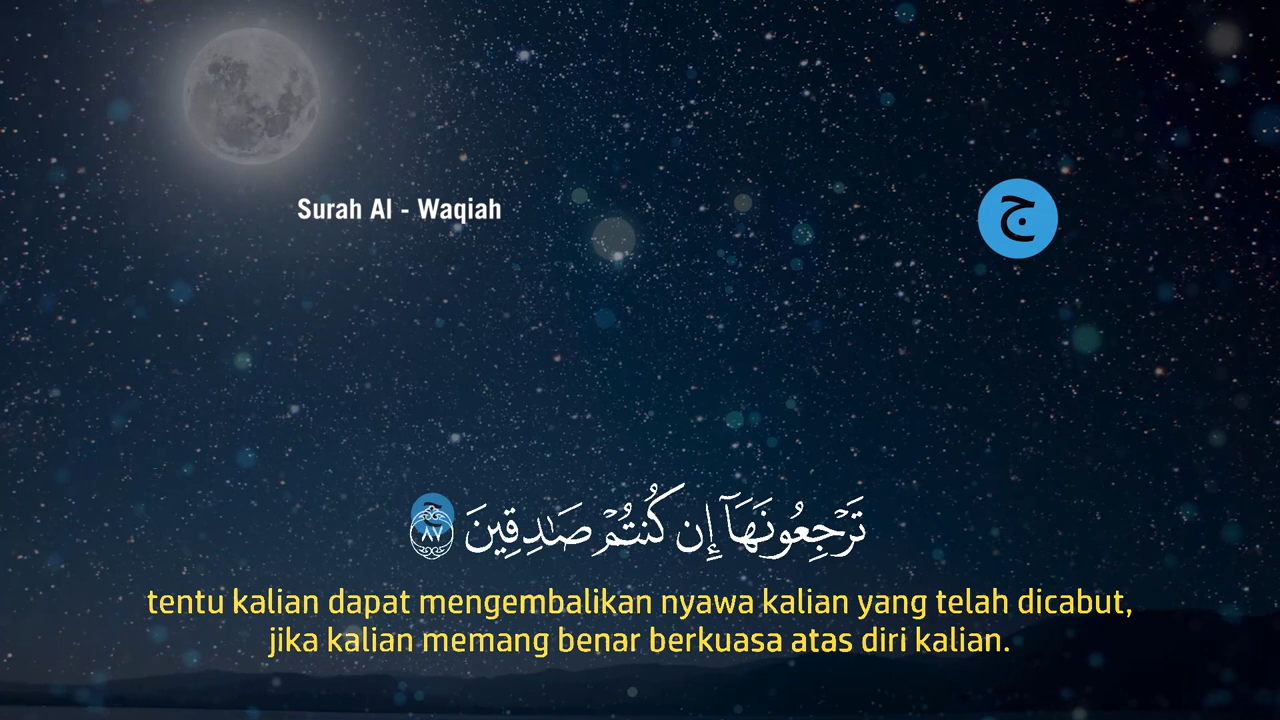 Surah Al - Waqiah
ج
تَرْجِعُونَهَآ إِن كُنتُمْ صَـٰدِقِينَ ٨٧
tentu kalian dapat mengembalikan nyawa kalian yang telah dicabut,
jika kalian memang benar berkuasa atas diri kalian.